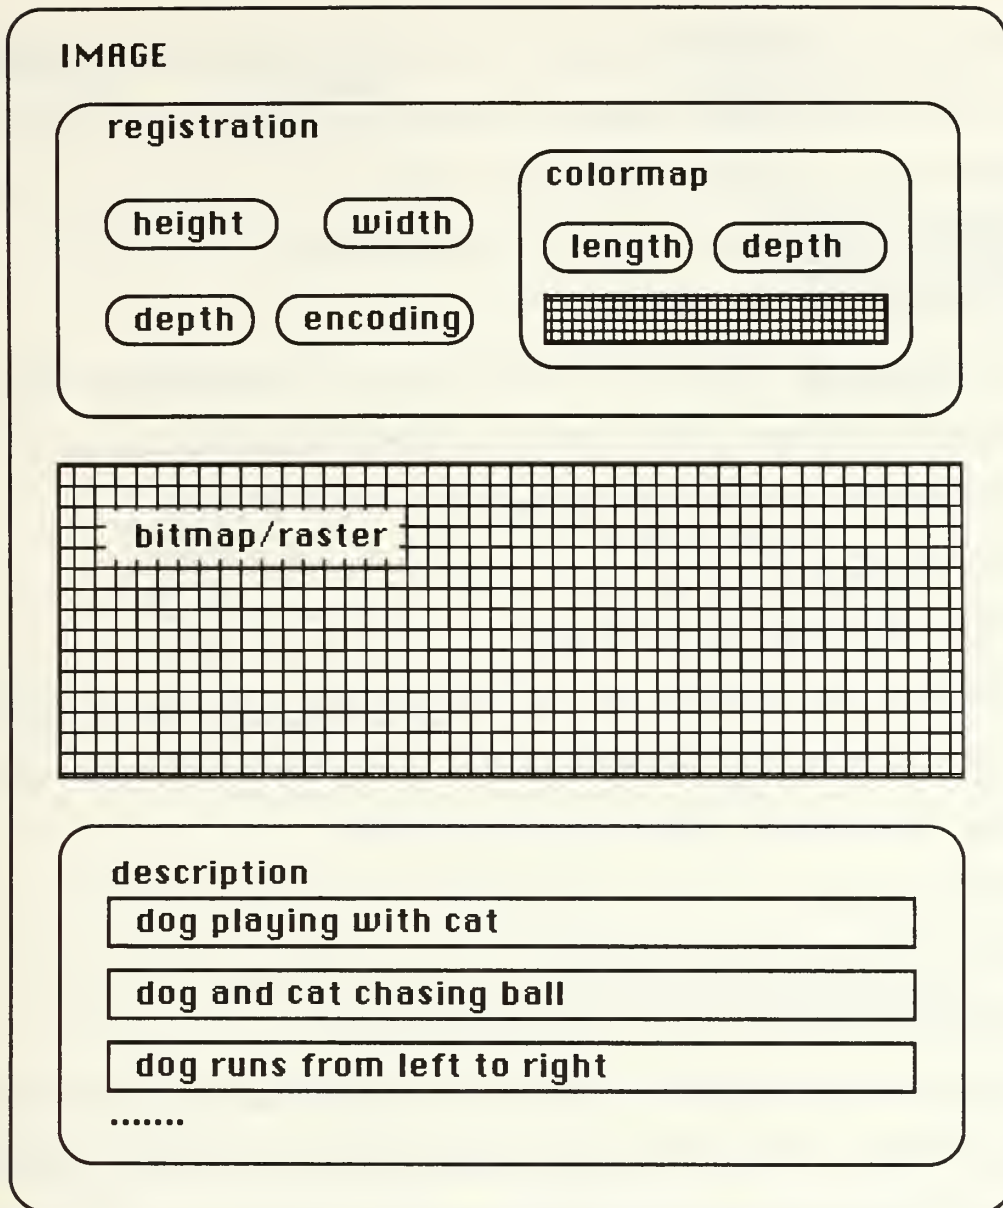 IMAGE
registration
colormap
height width
length depth
depth encoding
bitmap/raster
description
dog playing with cat
dog and cat chasing ball
dog runs from left to right
.......